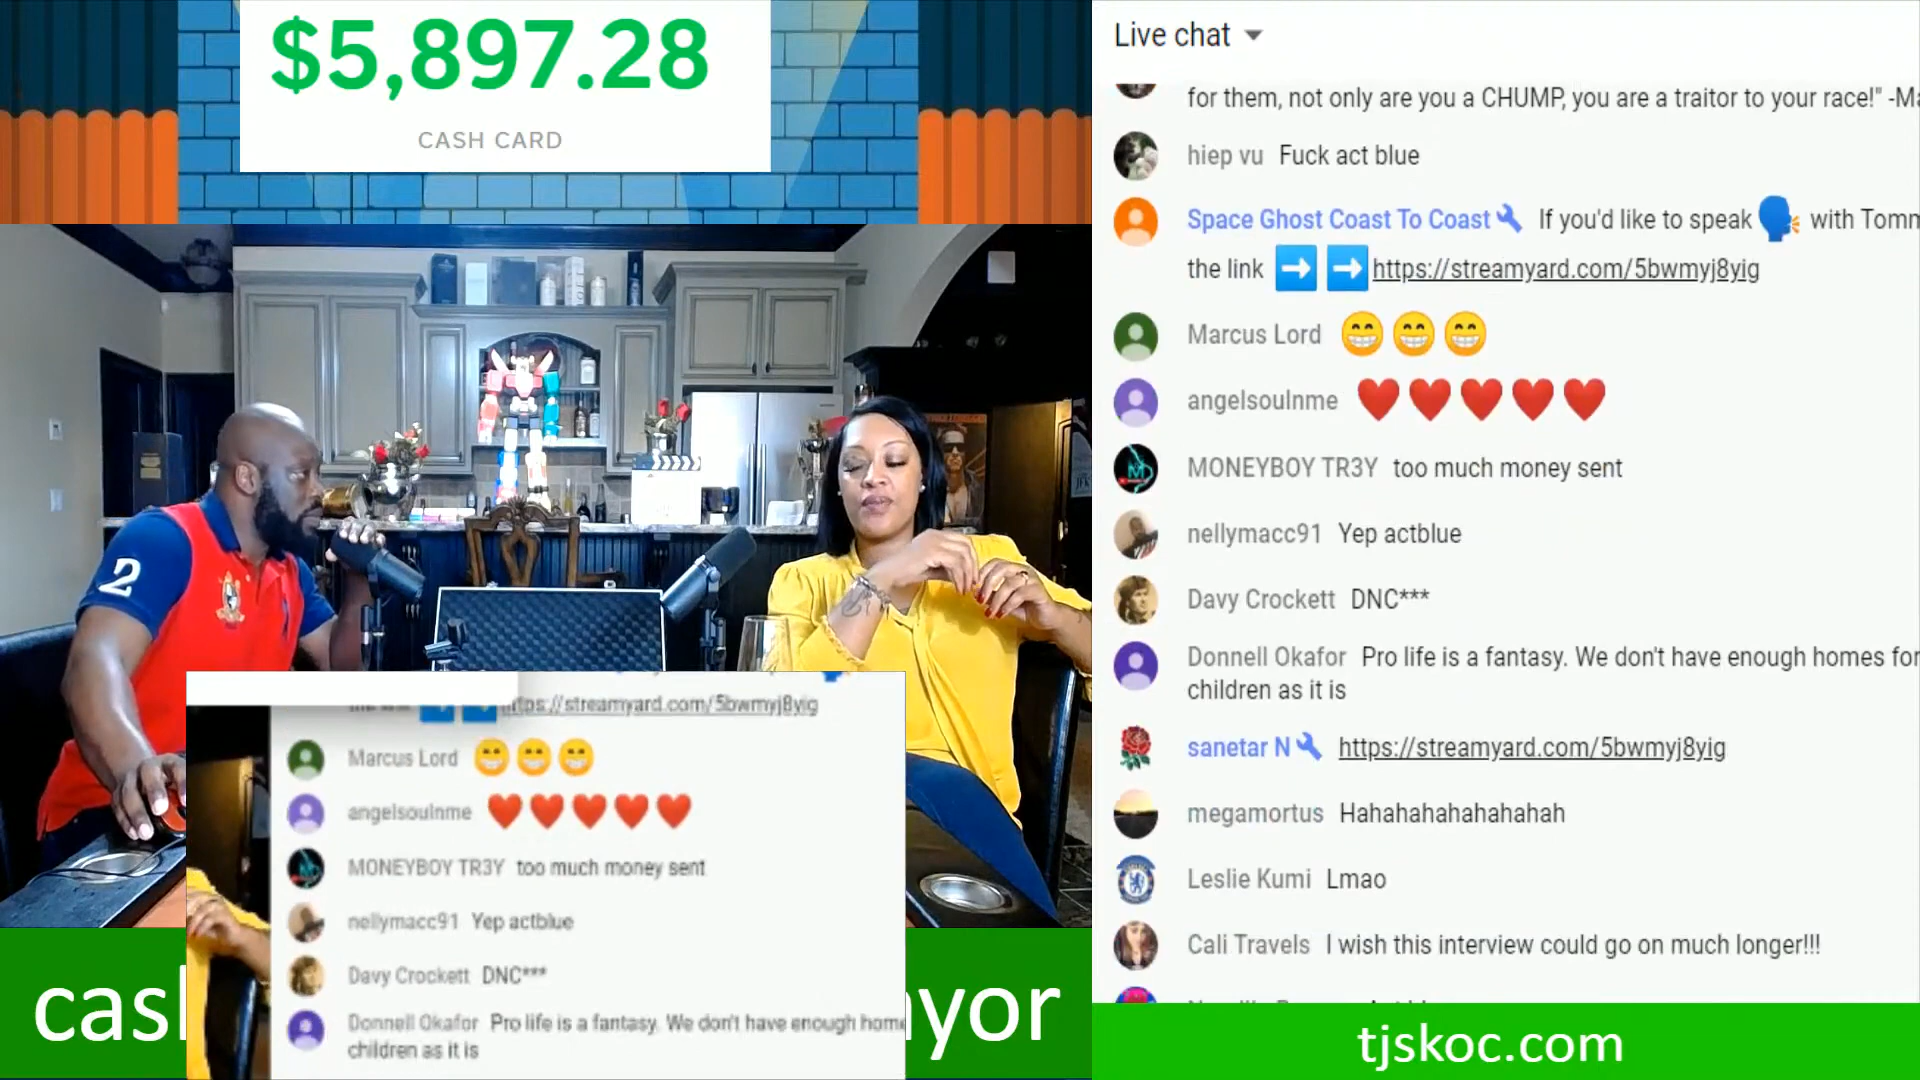 $5,897.28
CASH CARD
2
cas
yor
https://streamyard.com/5bwmyj8yig
Marcus Lord 😁😁😁
angelsoulnme ❤️❤️❤️❤️❤️
MONEYBOY TR3Y too much money sent
nellymacc91 Yep actblue
Davy Crockett DNC***
Donnell Okafor Pro life is a fantasy. We don't have enough home
children as it is
Live chat
for them, not only are you a CHUMP, you are a traitor to your race!" -Ma
hiep vu Fuck act blue
Space Ghost Coast To Coast If you'd like to speak 🗣️ with Tomm
the link ➡️ ➡️ https://streamyard.com/5bwmyj8yig
Marcus Lord 😁😁😁
angelsoulnme ❤️❤️❤️❤️❤️
MONEYBOY TR3Y too much money sent
nellymacc91 Yep actblue
Davy Crockett DNC***
Donnell Okafor Pro life is a fantasy. We don't have enough homes for
children as it is
sanetar N https://streamyard.com/5bwmyj8yig
megamortus Hahahahahahahahah
Leslie Kumi Lmao
Cali Travels I wish this interview could go on much longer!!!
tjskoc.com